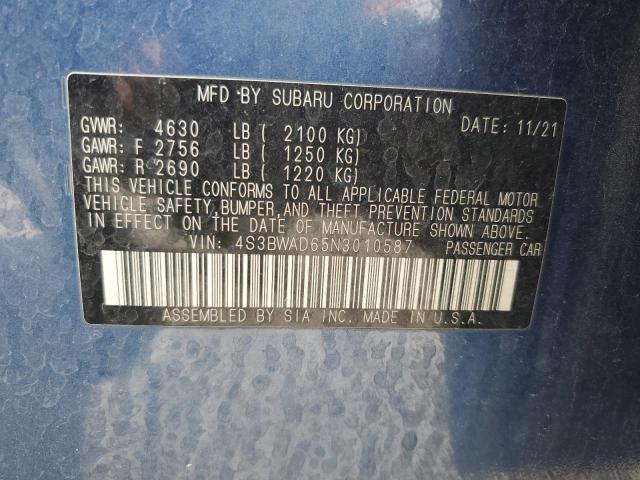 MFD BY SUBARU CORPORATION
GVWR: 4630 LB ( 2100 KG) DATE: 11/21
GAWR: F 2756 LB ( 1250 KG)
GAWR: R 2690 LB ( 1220 KG)
THIS VEHICLE CONFORMS TO ALL APPLICABLE FEDERAL MOTOR
VEHICLE SAFETY, BUMPER, AND THEFT PREVENTION STANDARDS
IN EFFECT ON THE DATE OF MANUFACTURE SHOWN ABOVE.
VIN: 4S3BWAD65N3010587 PASSENGER CAR
ASSEMBLED BY SIA INC. MADE IN U.S.A.